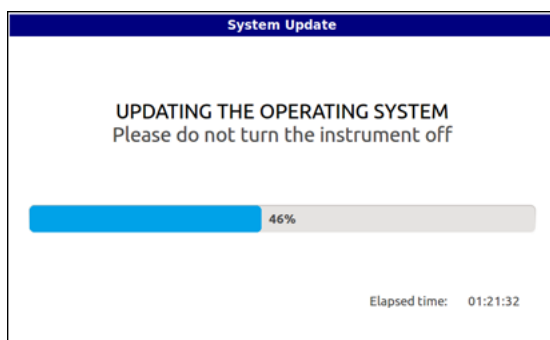 System Update
UPDATING THE OPERATING SYSTEM
Please do not turn the instrument off
46%
Elapsed time: 01:21:32